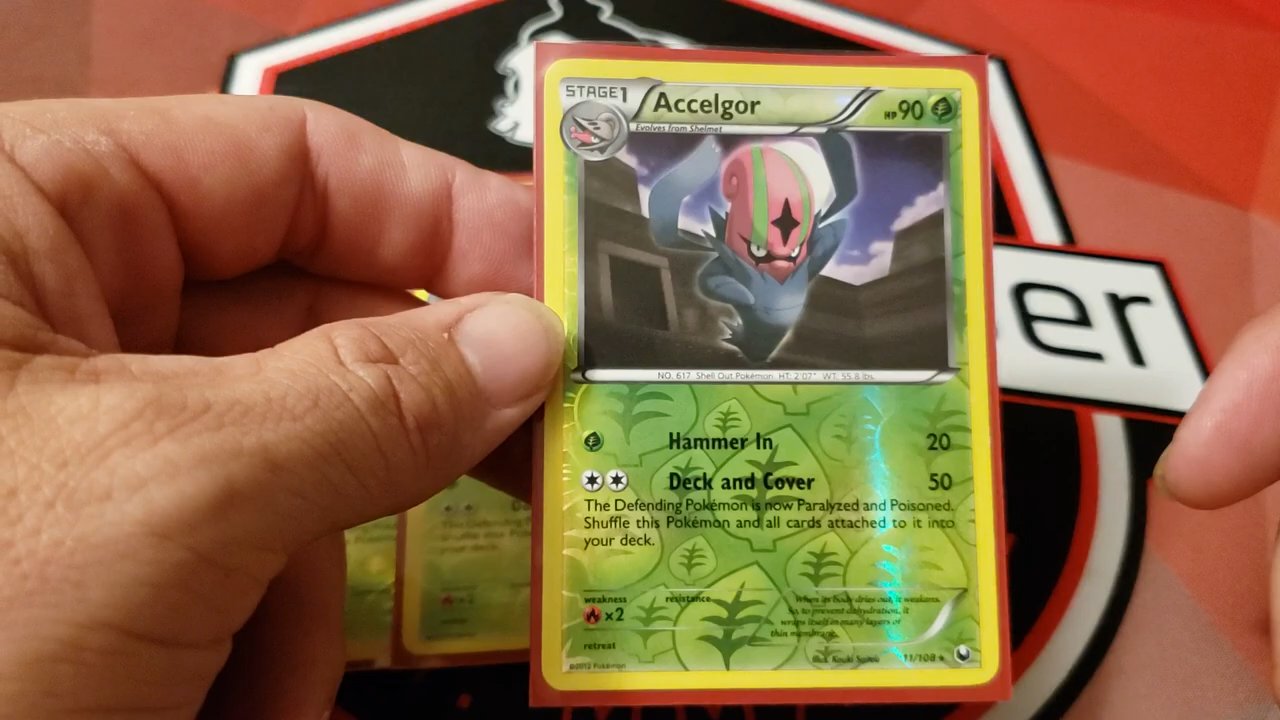 STAGE1
Accelgor
HP 90
Evolves from Shelmet
NO. 617 Shell Out Pokémon HT: 2'07" WT: 55.8 lbs.
Hammer In 20
Deck and Cover 50
The Defending Pokémon is now Paralyzed and Poisoned.
Shuffle this Pokémon and all cards attached to it into
your deck.
weakness resistance
×2
retreat
When its body dries out, it weakens.
So, to prevent dehydration, it
wraps itself in many layers of
thin membrane.
©2012 Pokémon
Illus. 11/108
er